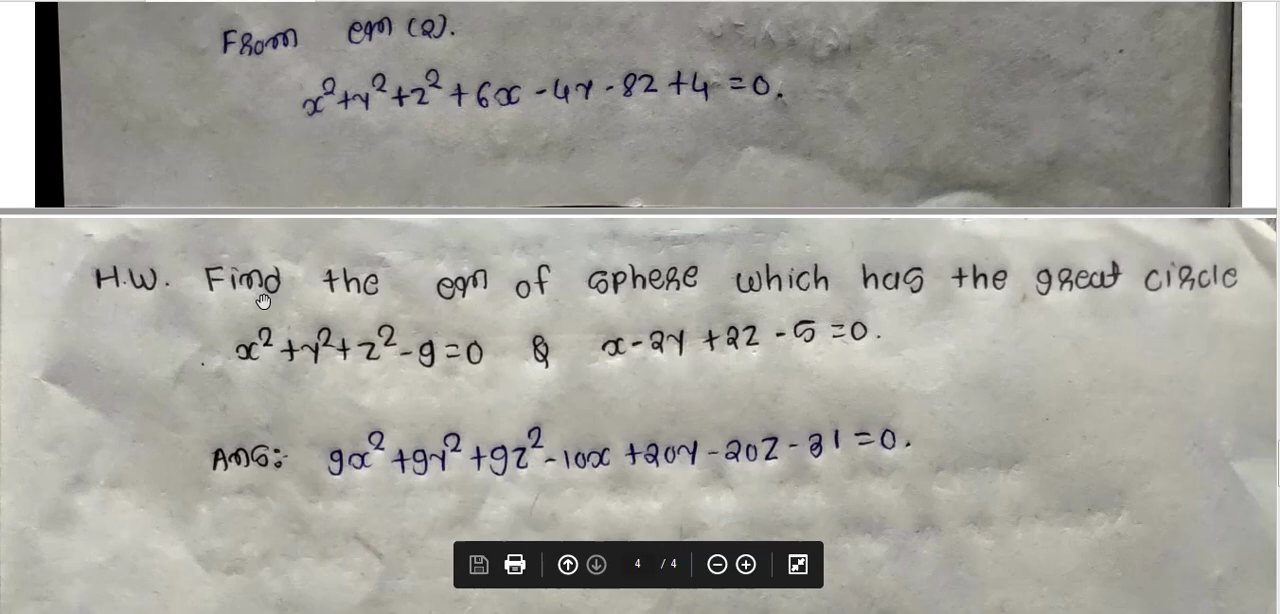 From eqn (2).
x²+y²+z²+6x-4y-8z+4=0.
H.W. Find the eqn of sphere which has the great circle
x²+y²+z²-9=0 & x-2y+2z-5=0.
Ans:- 9x²+9y²+9z²-10x+20y-20z-31=0.
4 / 4